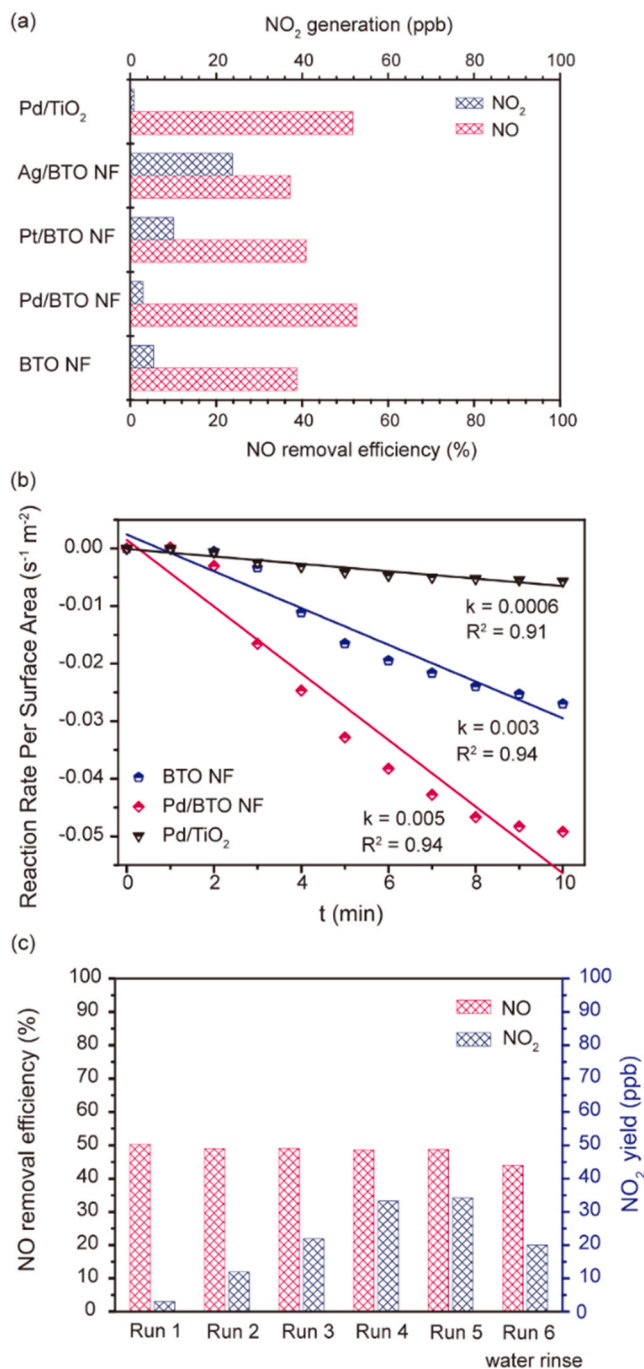 (a)
NO₂ generation (ppb)
0 20 40 60 80 100
Pd/TiO₂
Ag/BTO NF
Pt/BTO NF
Pd/BTO NF
BTO NF
NO₂
NO
0 20 40 60 80 100
NO removal efficiency (%)
(b)
Reaction Rate Per Surface Area (s⁻¹ m⁻²)
0.00
-0.01
-0.02
-0.03
-0.04
-0.05
k = 0.0006
R² = 0.91
k = 0.003
R² = 0.94
k = 0.005
R² = 0.94
BTO NF
Pd/BTO NF
Pd/TiO₂
0 2 4 6 8 10
t (min)
(c)
NO removal efficiency (%)
100
90
80
70
60
50
40
30
20
10
0
NO
NO₂
100
90
80
70
60
50
40
30
20
10
0
NO₂ yield (ppb)
Run 1 Run 2 Run 3 Run 4 Run 5 Run 6
water rinse